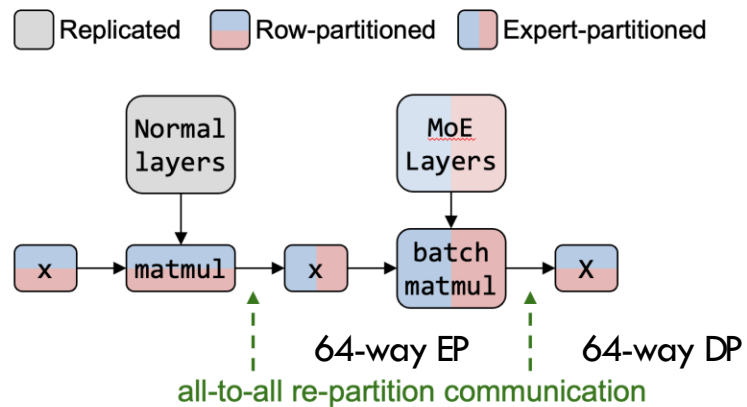 Replicated
Row-partitioned
Expert-partitioned
Normal
layers
MoE
Layers
x
matmul
x
batch
matmul
X
64-way EP
64-way DP
all-to-all re-partition communication